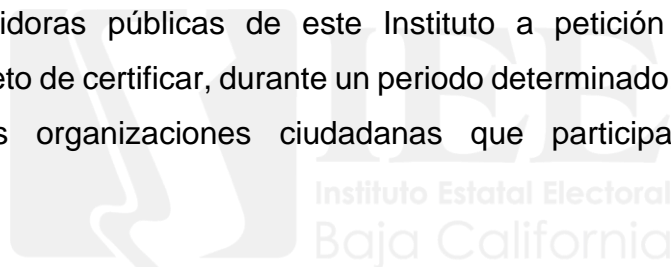 idoras públicas de este Instituto a petición
eto de certificar, durante un periodo determinado
s organizaciones ciudadanas que participa
IEE
Instituto Estatal Electoral
Baja California